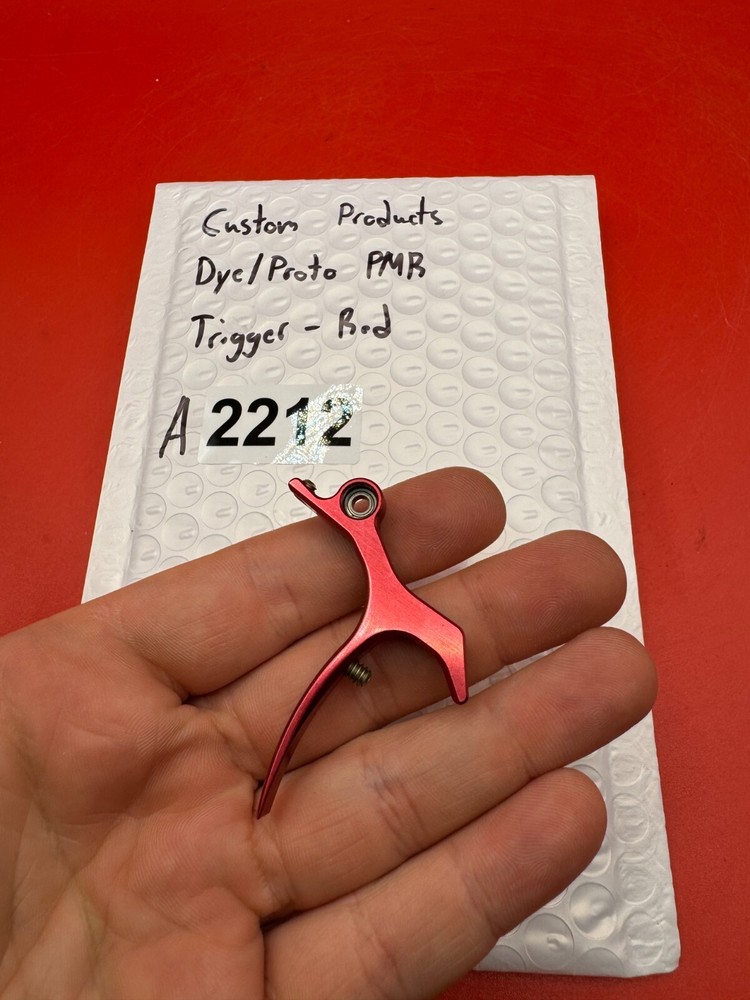 Custom Products
Dye/Proto PMR
Trigger - Red
A 2212